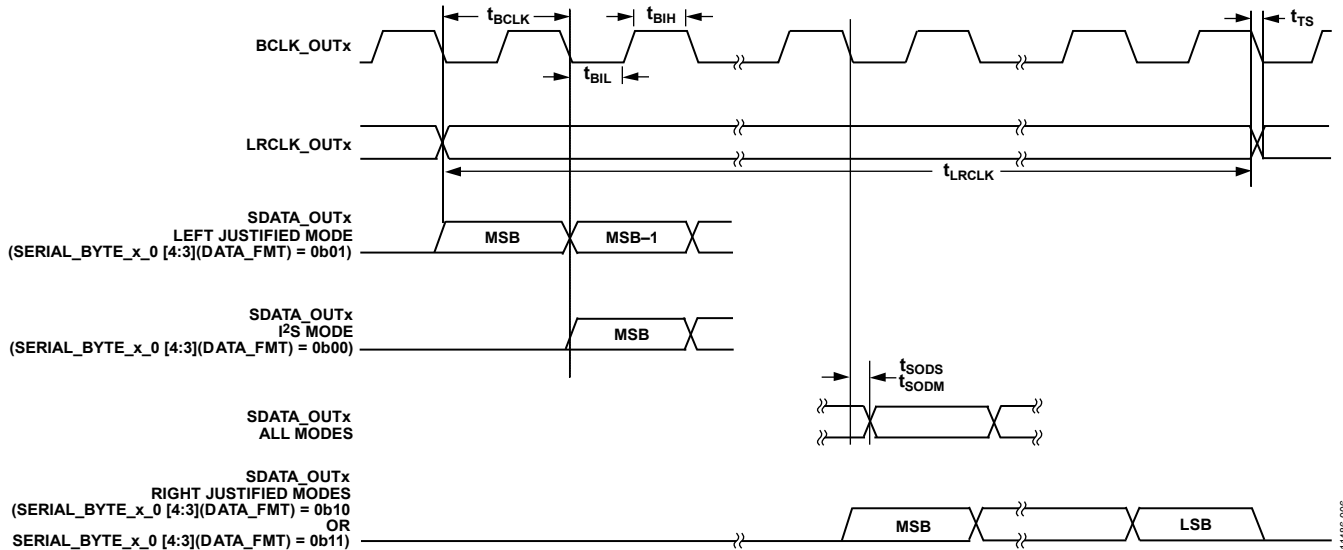 tBCLK
tBIH
tTS
BCLK_OUTx
tBIL
LRCLK_OUTx
tLRCLK
SDATA_OUTx
LEFT JUSTIFIED MODE
(SERIAL_BYTE_x_0 [4:3](DATA_FMT) = 0b01)
MSB
MSB–1
SDATA_OUTx
I²S MODE
(SERIAL_BYTE_x_0 [4:3](DATA_FMT) = 0b00)
MSB
tSODS
tSODM
SDATA_OUTx
ALL MODES
SDATA_OUTx
RIGHT JUSTIFIED MODES
(SERIAL_BYTE_x_0 [4:3](DATA_FMT) = 0b10
OR
SERIAL_BYTE_x_0 [4:3](DATA_FMT) = 0b11)
MSB
LSB